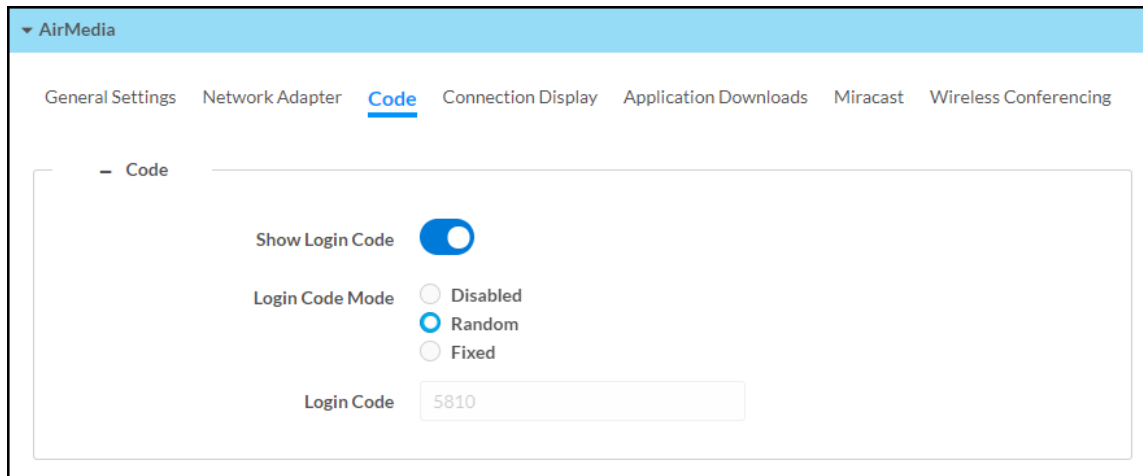 AirMedia
General Settings Network Adapter Code Connection Display Application Downloads Miracast Wireless Conferencing
– Code
Show Login Code
Login Code Mode Disabled
Random
Fixed
Login Code 5810